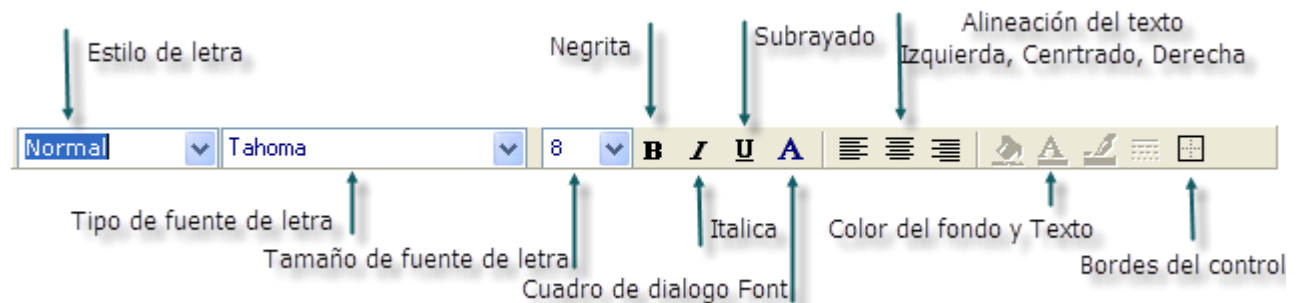 Estilo de letra
Negrita
Subrayado
Alineación del texto
Izquierda, Cenrtrado, Derecha
Normal
Tahoma
8
B I U A
A
Tipo de fuente de letra
Tamaño de fuente de letra
Cuadro de dialogo Font
Italica
Color del fondo y Texto
Bordes del control